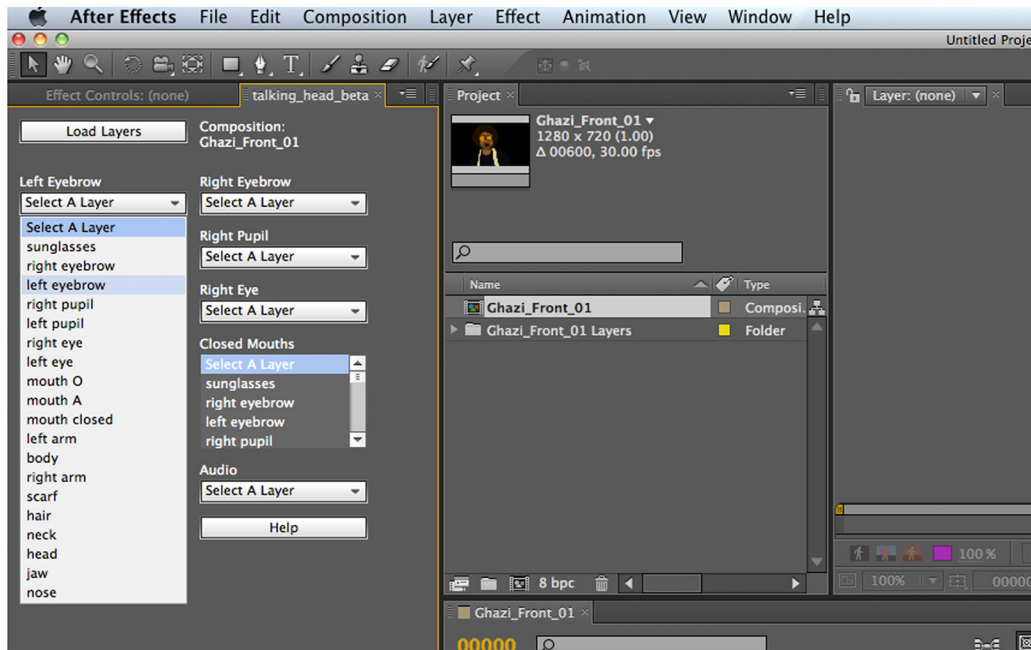 After Effects File Edit Composition Layer Effect Animation View Window Help
Untitled Proje
Effect Controls: (none)
talking_head_beta ×
Project ×
Layer: (none)
×
Load Layers
Composition:
Ghazi_Front_01
Ghazi_Front_01
1280 x 720 (1.00)
Δ 00600, 30.00 fps
Left Eyebrow
Select A Layer
Select A Layer
sunglasses
right eyebrow
left eyebrow
right pupil
left pupil
right eye
left eye
mouth O
mouth A
mouth closed
left arm
body
right arm
scarf
hair
neck
head
jaw
nose
Right Eyebrow
Select A Layer
Right Pupil
Select A Layer
Right Eye
Select A Layer
Closed Mouths
Select A Layer
sunglasses
right eyebrow
left eyebrow
right pupil
Audio
Select A Layer
Help
Name Type
Ghazi_Front_01 Composi.
Ghazi_Front_01 Layers Folder
8 bpc
100 %
100% 0000
Ghazi_Front_01 ×
00000